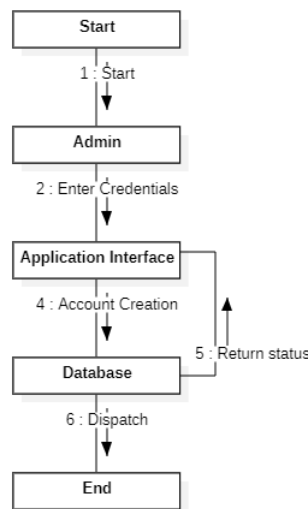 Start
1 : Start
Admin
2 : Enter Credentials
Application Interface
4 : Account Creation
5 : Return status
Database
6 : Dispatch
End